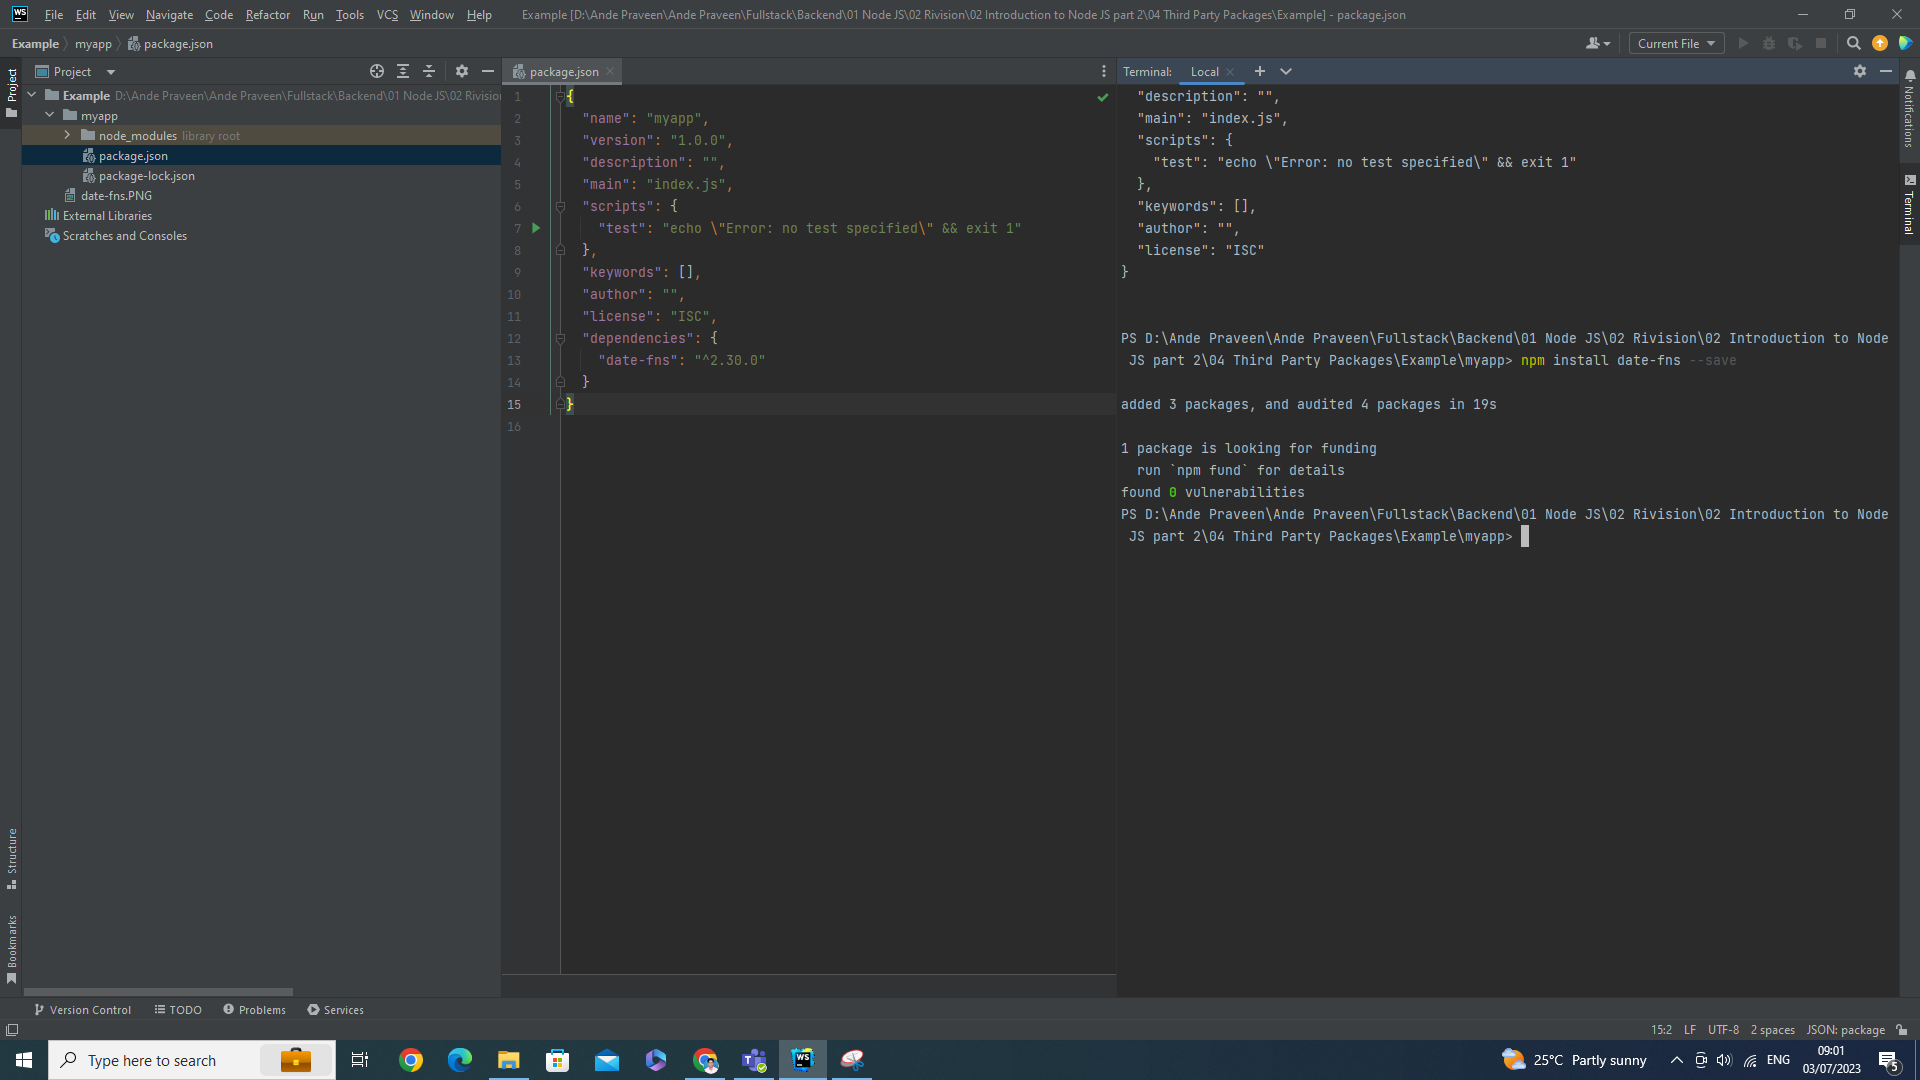 WS File Edit View Navigate Code Refactor Run Tools VCS Window Help Example [D:\Ande Praveen\Ande Praveen\Fullstack\Backend\01 Node JS\02 Rivision\02 Introduction to Node JS part 2\04 Third Party Packages\Example] - package.json
Example myapp package.json
Current File
Project
Project
Example D:\Ande Praveen\Ande Praveen\Fullstack\Backend\01 Node JS\02 Rivisio
myapp
node_modules library root
package.json
package-lock.json
date-fns.PNG
External Libraries
Scratches and Consoles
Structure
Bookmarks
package.json
1 {
2 "name": "myapp",
3 "version": "1.0.0",
4 "description": "",
5 "main": "index.js",
6 "scripts": {
7 "test": "echo \"Error: no test specified\" && exit 1"
8 },
9 "keywords": [],
10 "author": "",
11 "license": "ISC",
12 "dependencies": {
13 "date-fns": "^2.30.0"
14 }
15 }
16
Terminal: Local
"description": "",
"main": "index.js",
"scripts": {
"test": "echo \"Error: no test specified\" && exit 1"
},
"keywords": [],
"author": "",
"license": "ISC"
}
PS D:\Ande Praveen\Ande Praveen\Fullstack\Backend\01 Node JS\02 Rivision\02 Introduction to Node
JS part 2\04 Third Party Packages\Example\myapp> npm install date-fns --save
added 3 packages, and audited 4 packages in 19s
1 package is looking for funding
run `npm fund` for details
found 0 vulnerabilities
PS D:\Ande Praveen\Ande Praveen\Fullstack\Backend\01 Node JS\02 Rivision\02 Introduction to Node
JS part 2\04 Third Party Packages\Example\myapp>
Notifications
Terminal
Version Control TODO Problems Services
15:2 LF UTF-8 2 spaces JSON: package
Type here to search
WS
25°C Partly sunny
ENG
09:01
03/07/2023
5